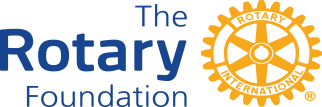 The
Rotary
Foundation
ROTARY
INTERNATIONAL
®